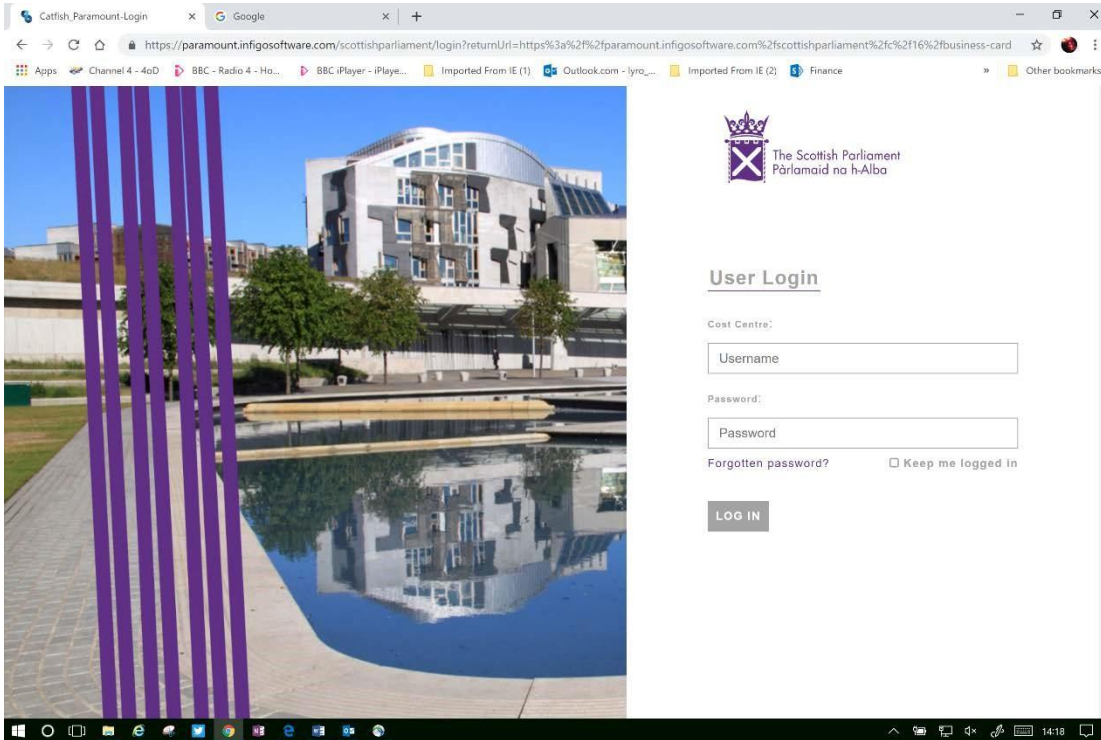 Catfish_Paramount-Login
Google
https://paramount.infigosoftware.com/scottishparliament/login?returnUrl=https%3a%2f%2fparamount.infigosoftware.com%2fscottishparliament%2fc%2f16%2fbusiness-card
Apps Channel 4 - 4oD BBC - Radio 4 - Ho... BBC iPlayer - iPlaye... Imported From IE (1) Outlook.com - lyro_... Imported From IE (2) Finance » Other bookmarks
The Scottish Parliament
Pàrlamaid na h-Alba
User Login
Cost Centre:
Username
Password:
Password
Forgotten password? Keep me logged in
LOG IN
14:18